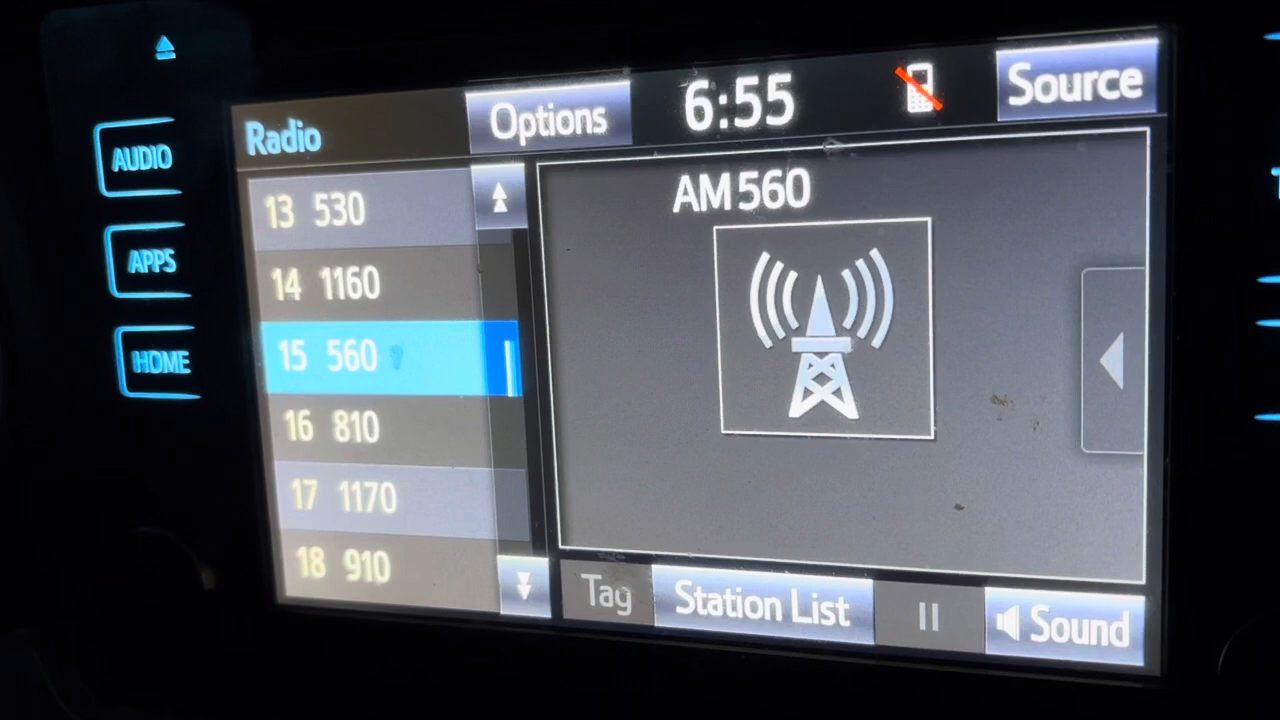 AUDIO
APPS
HOME
Radio
Options
6:55
Source
13 530
14 1160
15 560
16 810
17 1170
18 910
AM 560
Tag
Station List
Sound